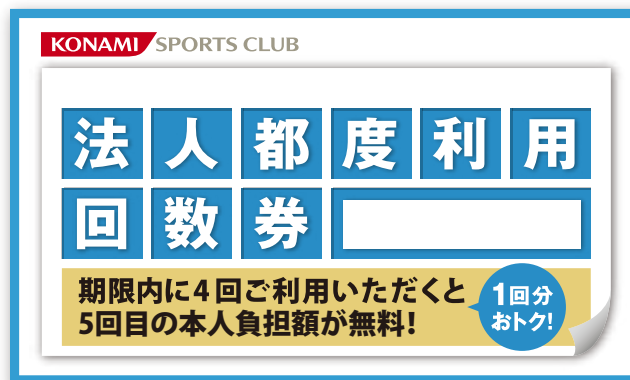 KONAMI SPORTS CLUB
法人都度利用
回数券
期限内に4回ご利用いただくと
5回目の本人負担額が無料！
1回分
おトク！